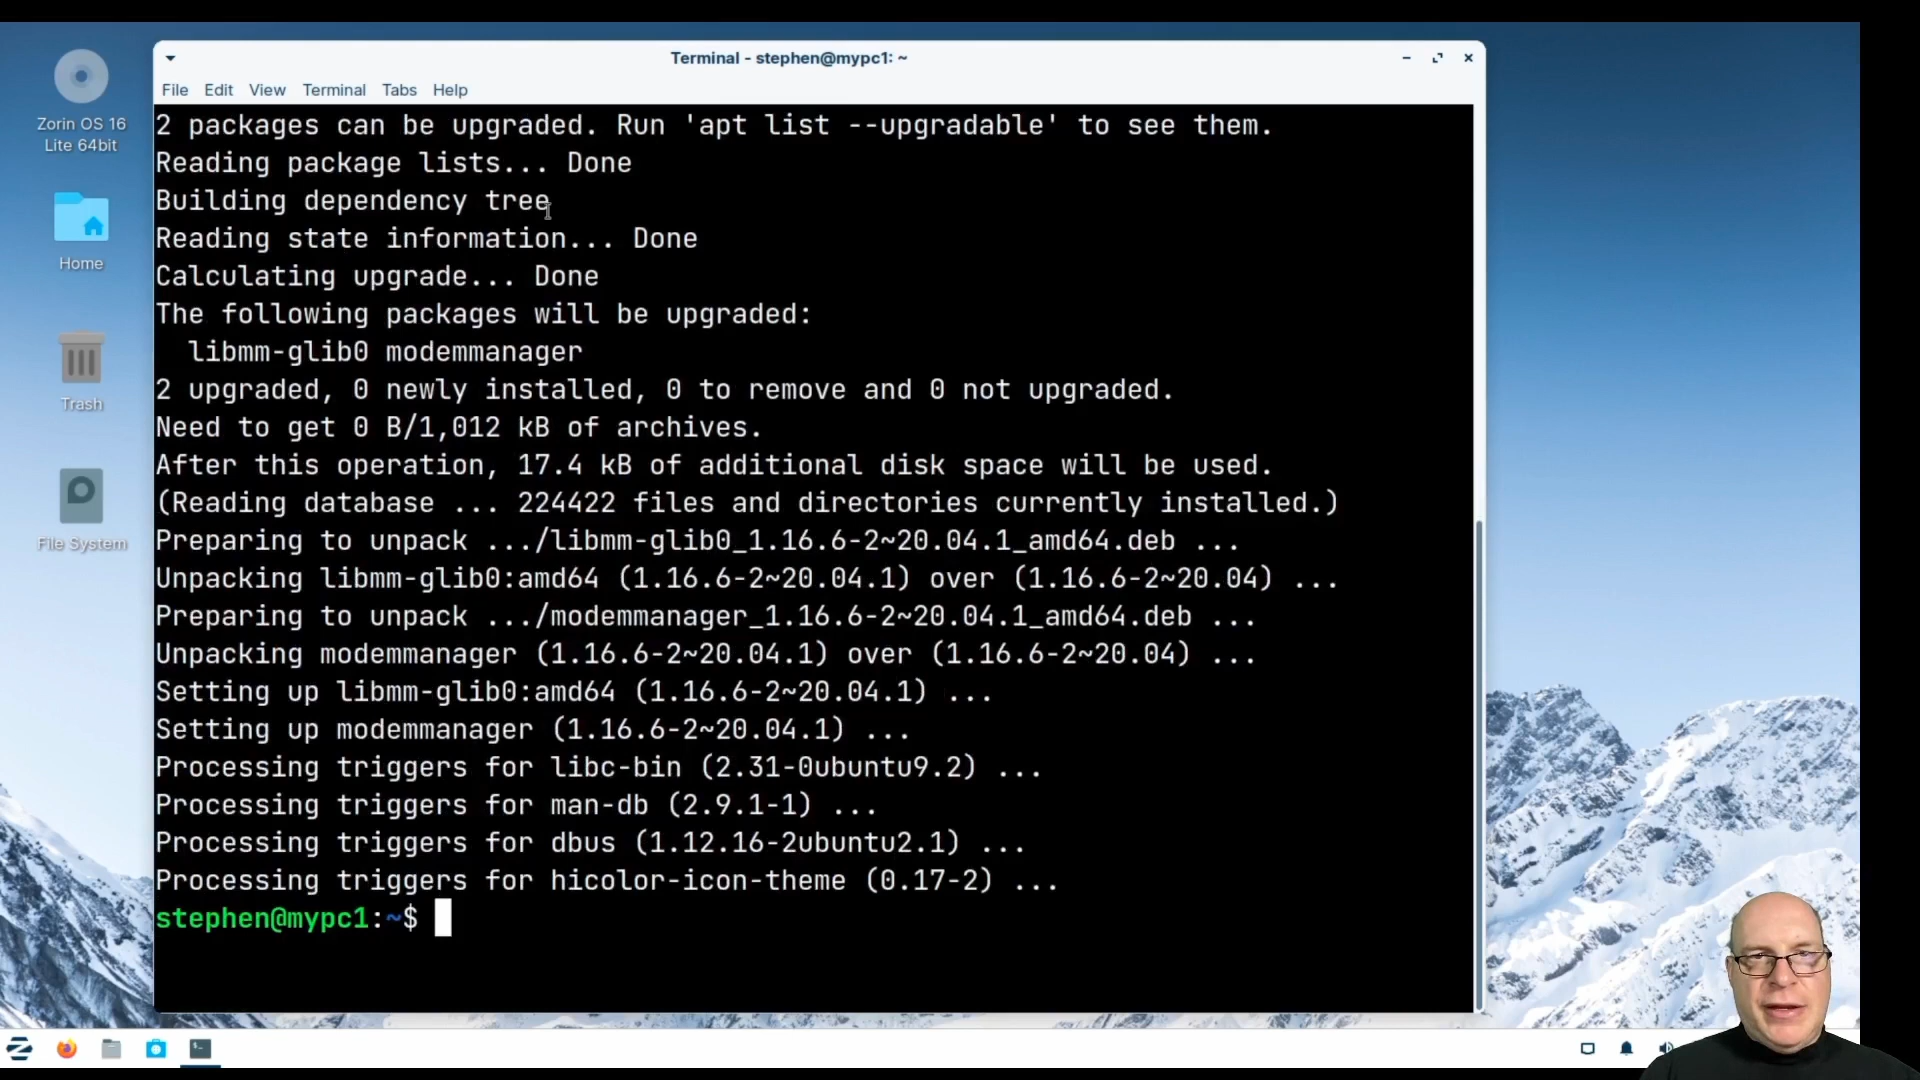 Terminal - stephen@mypc1: ~
File Edit View Terminal Tabs Help
2 packages can be upgraded. Run 'apt list --upgradable' to see them.
Reading package lists... Done
Building dependency tree
Reading state information... Done
Calculating upgrade... Done
The following packages will be upgraded:
libmm-glib0 modemmanager
2 upgraded, 0 newly installed, 0 to remove and 0 not upgraded.
Need to get 0 B/1,012 kB of archives.
After this operation, 17.4 kB of additional disk space will be used.
(Reading database ... 224422 files and directories currently installed.)
Preparing to unpack .../libmm-glib0_1.16.6-2~20.04.1_amd64.deb ...
Unpacking libmm-glib0:amd64 (1.16.6-2~20.04.1) over (1.16.6-2~20.04) ...
Preparing to unpack .../modemmanager_1.16.6-2~20.04.1_amd64.deb ...
Unpacking modemmanager (1.16.6-2~20.04.1) over (1.16.6-2~20.04) ...
Setting up libmm-glib0:amd64 (1.16.6-2~20.04.1) ...
Setting up modemmanager (1.16.6-2~20.04.1) ...
Processing triggers for libc-bin (2.31-0ubuntu9.2) ...
Processing triggers for man-db (2.9.1-1) ...
Processing triggers for dbus (1.12.16-2ubuntu2.1) ...
Processing triggers for hicolor-icon-theme (0.17-2) ...
stephen@mypc1:~$
Zorin OS 16
Lite 64bit
Home
Trash
File System